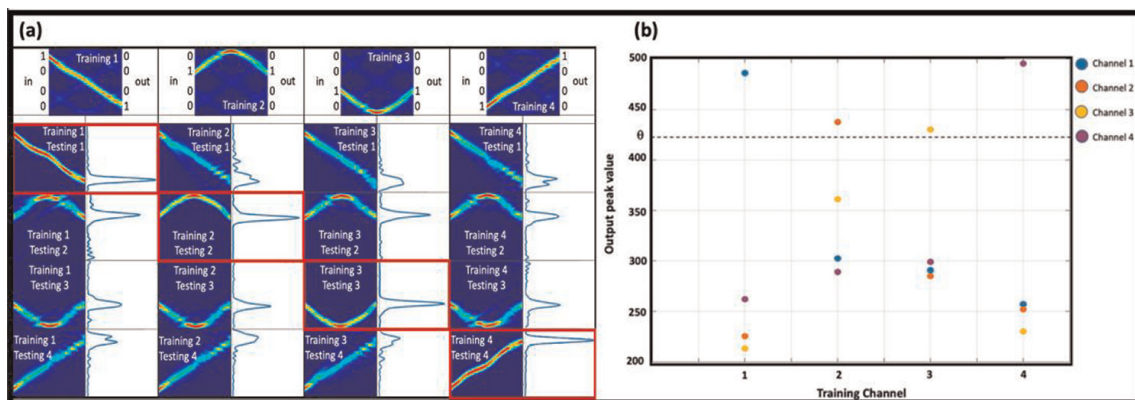 (a)
1
0
0
0
in
Training 1
0
0
0
1
out
0
1
0
0
in
Training 2
0
1
0
0
out
0
0
1
0
in
Training 3
0
0
1
0
out
0
0
0
1
in
Training 4
1
0
0
0
out
Training 1
Testing 1
Training 2
Testing 1
Training 3
Testing 1
Training 4
Testing 1
Training 1
Testing 2
Training 2
Testing 2
Training 3
Testing 2
Training 4
Testing 2
Training 1
Testing 3
Training 2
Testing 3
Training 3
Testing 3
Training 4
Testing 3
Training 1
Testing 4
Training 2
Testing 4
Training 3
Testing 4
Training 4
Testing 4
(b)
500
450
θ
400
350
300
250
200
Output peak value
1
2
3
4
Training Channel
Channel 1
Channel 2
Channel 3
Channel 4